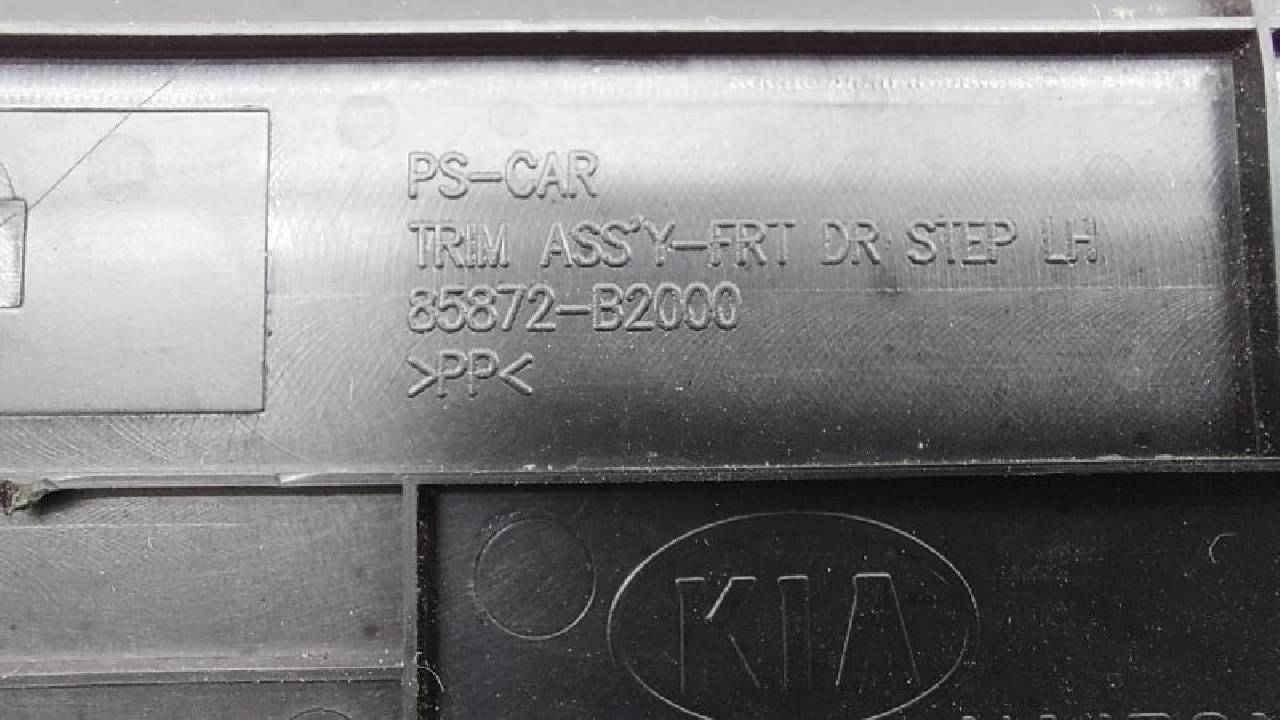 PS-CAR
TRIM ASS'Y-FRT DR STEP LH
85872-B2000
>PP<
KIA